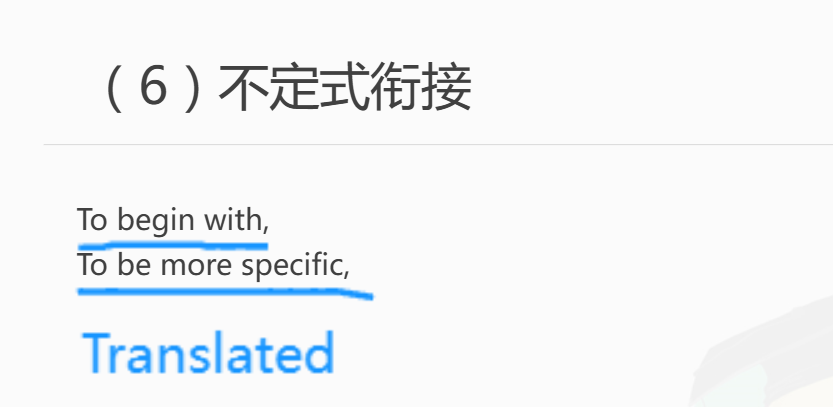 （6）不定式衔接
To begin with,
To be more specific,
Translated